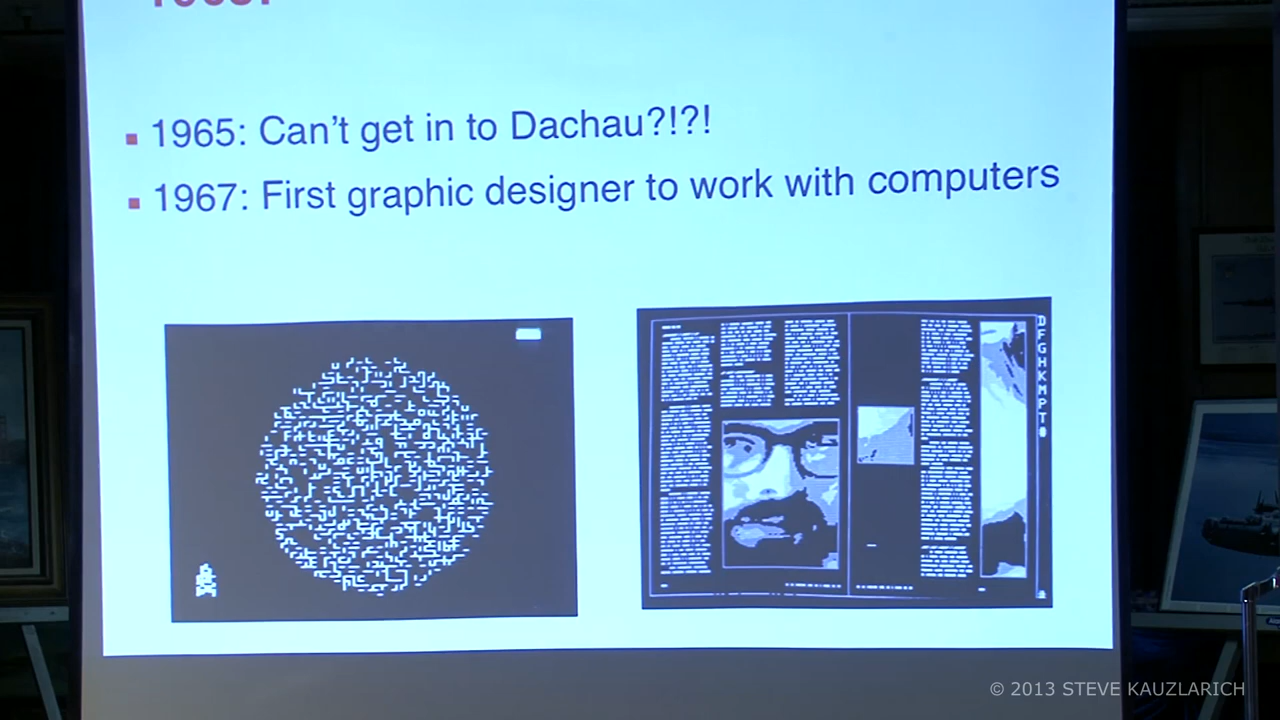 1965: Can't get in to Dachau?!?!
1967: First graphic designer to work with computers
D
F
G
H
K
M
P
T
© 2013 STEVE KAUZLARICH